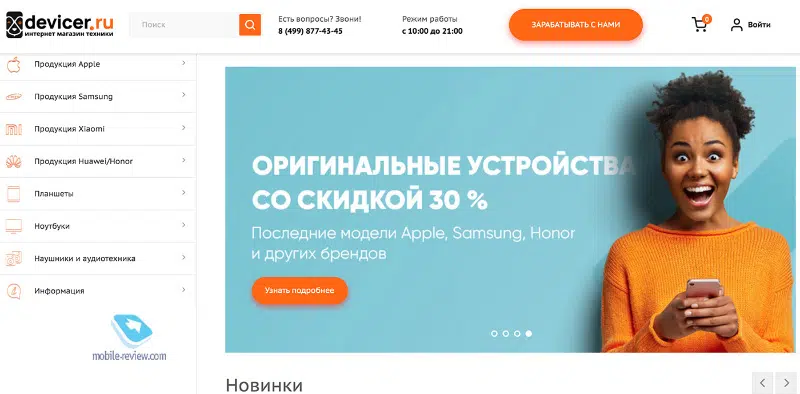 devicer.ru
интернет магазин техники
Поиск
Есть вопросы? Звони!
8 (499) 877-43-45
Режим работы
с 10:00 до 21:00
ЗАРАБАТЫВАТЬ С НАМИ
0
Войти
Продукция Apple
Продукция Samsung
Продукция Xiaomi
Продукция Huawei/Honor
Планшеты
Ноутбуки
Наушники и аудиотехника
Информация
mobile-review.com
ОРИГИНАЛЬНЫЕ УСТРОЙСТВА
СО СКИДКОЙ 30 %
Последние модели Apple, Samsung, Honor
и других брендов
Узнать подробнее
Новинки